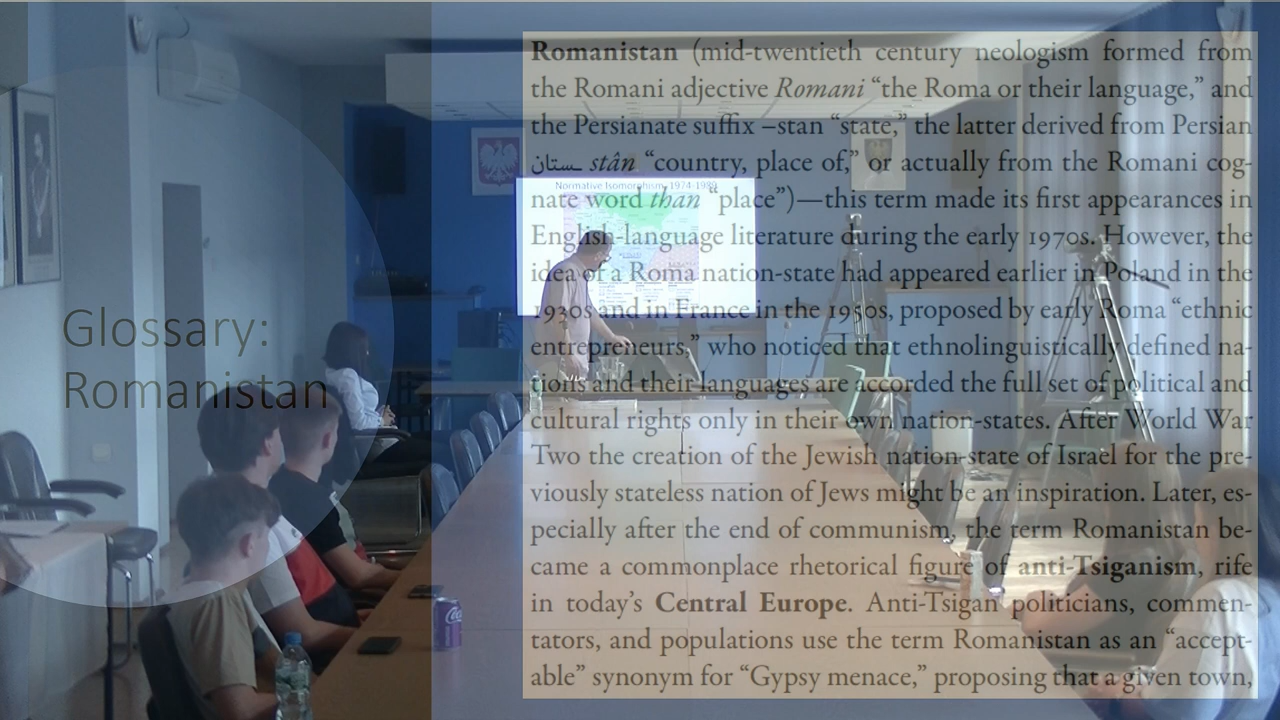 Glossary:
Romanistan
Romanistan (mid-twentieth century neologism formed from
the Romani adjective Romani “the Roma or their language,” and
the Persianate suffix –stan “state,” the latter derived from Persian
ـستان stân “country, place of,” or actually from the Romani cog-
nate word than “place”)—this term made its first appearances in
English-language literature during the early 1970s. However, the
idea of a Roma nation-state had appeared earlier in Poland in the
1930s and in France in the 1950s, proposed by early Roma “ethnic
entrepreneurs,” who noticed that ethnolinguistically defined na-
tions and their languages are accorded the full set of political and
cultural rights only in their own nation-states. After World War
Two the creation of the Jewish nation-state of Israel for the pre-
viously stateless nation of Jews might be an inspiration. Later, es-
pecially after the end of communism, the term Romanistan be-
came a commonplace rhetorical figure of anti-Tsiganism, rife
in today’s Central Europe. Anti-Tsigan politicians, commen-
tators, and populations use the term Romanistan as an “accept-
able” synonym for “Gypsy menace,” proposing that a given town,
Normative Isomorphism, 1974-1989